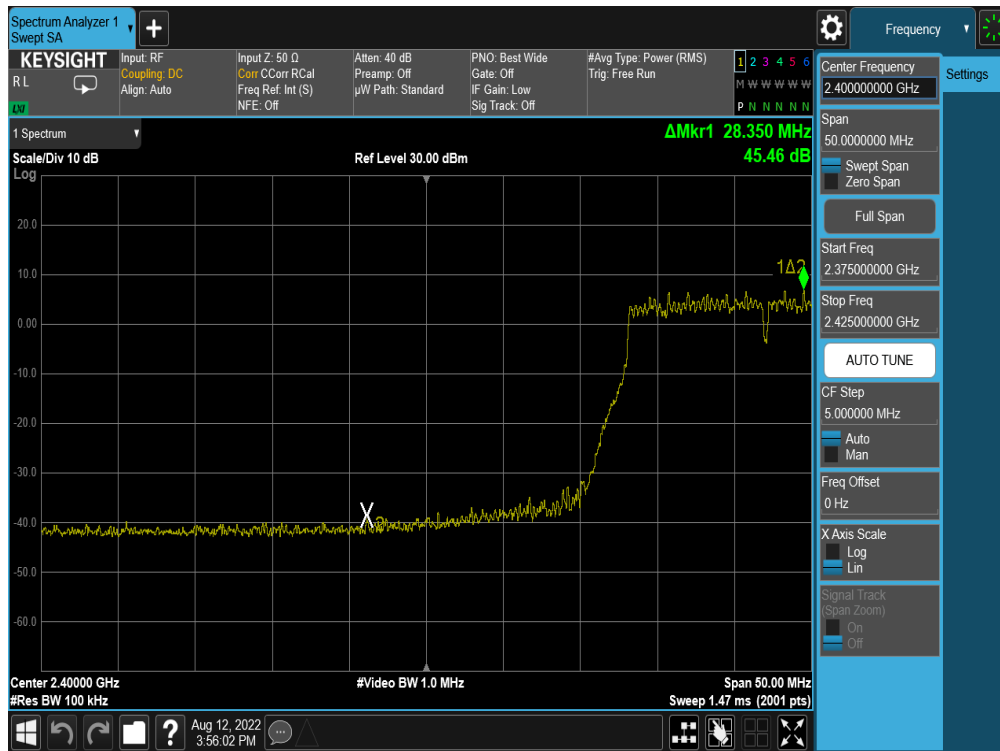 Spectrum Analyzer 1
Swept SA
Frequency
KEYSIGHT
R L
LXI
Input: RF
Coupling: DC
Align: Auto
Input Z: 50 Ω
Corr CCorr RCal
Freq Ref: Int (S)
NFE: Off
Atten: 40 dB
Preamp: Off
µW Path: Standard
PNO: Best Wide
Gate: Off
IF Gain: Low
Sig Track: Off
#Avg Type: Power (RMS)
Trig: Free Run
1 2 3 4 5 6
M W W W W W
P N N N N N
Center Frequency
2.400000000 GHz
Settings
Span
50.0000000 MHz
Swept Span
Zero Span
Full Span
Start Freq
2.375000000 GHz
Stop Freq
2.425000000 GHz
AUTO TUNE
CF Step
5.000000 MHz
Auto
Man
Freq Offset
0 Hz
X Axis Scale
Log
Lin
Signal Track
(Span Zoom)
On
Off
1 Spectrum
ΔMkr1 28.350 MHz
45.46 dB
Scale/Div 10 dB
Ref Level 30.00 dBm
Log
20.0
10.0
0.00
-10.0
-20.0
-30.0
-40.0
-50.0
-60.0
1Δ2
X2
Center 2.40000 GHz
#Video BW 1.0 MHz
Span 50.00 MHz
#Res BW 100 kHz
Sweep 1.47 ms (2001 pts)
?
Aug 12, 2022
3:56:02 PM